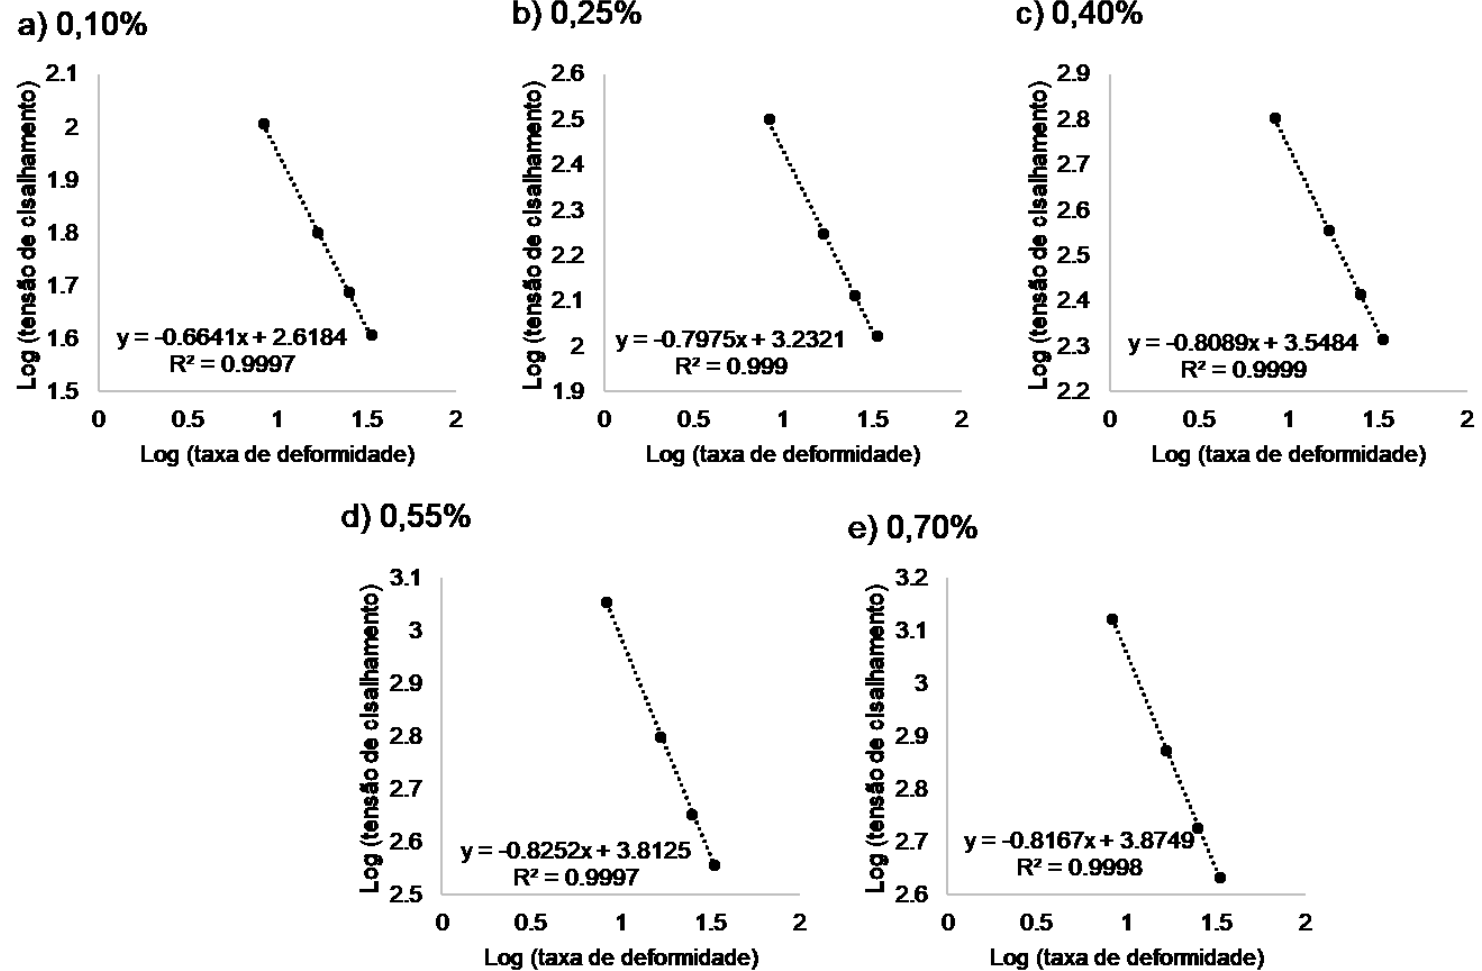 a) 0,10%
2.1
2
1.9
1.8
1.7
1.6
1.5
Log (tensão de cisalhamento)
y = -0.6641x + 2.6184
R² = 0.9997
0 0.5 1 1.5 2
Log (taxa de deformidade)
b) 0,25%
2.6
2.5
2.4
2.3
2.2
2.1
2
1.9
Log (tensão de cisalhamento)
y = -0.7975x + 3.2321
R² = 0.999
0 0.5 1 1.5 2
Log (taxa de deformidade)
c) 0,40%
2.9
2.8
2.7
2.6
2.5
2.4
2.3
2.2
Log (tensão de cisalhamento)
y = -0.8089x + 3.5484
R² = 0.9999
0 0.5 1 1.5 2
Log (taxa de deformidade)
d) 0,55%
3.1
3
2.9
2.8
2.7
2.6
2.5
Log (tensão de cisalhamento)
y = -0.8252x + 3.8125
R² = 0.9997
0 0.5 1 1.5 2
Log (taxa de deformidade)
e) 0,70%
3.2
3.1
3
2.9
2.8
2.7
2.6
Log (tensão de cisalhamento)
y = -0.8167x + 3.8749
R² = 0.9998
0 0.5 1 1.5 2
Log (taxa de deformidade)